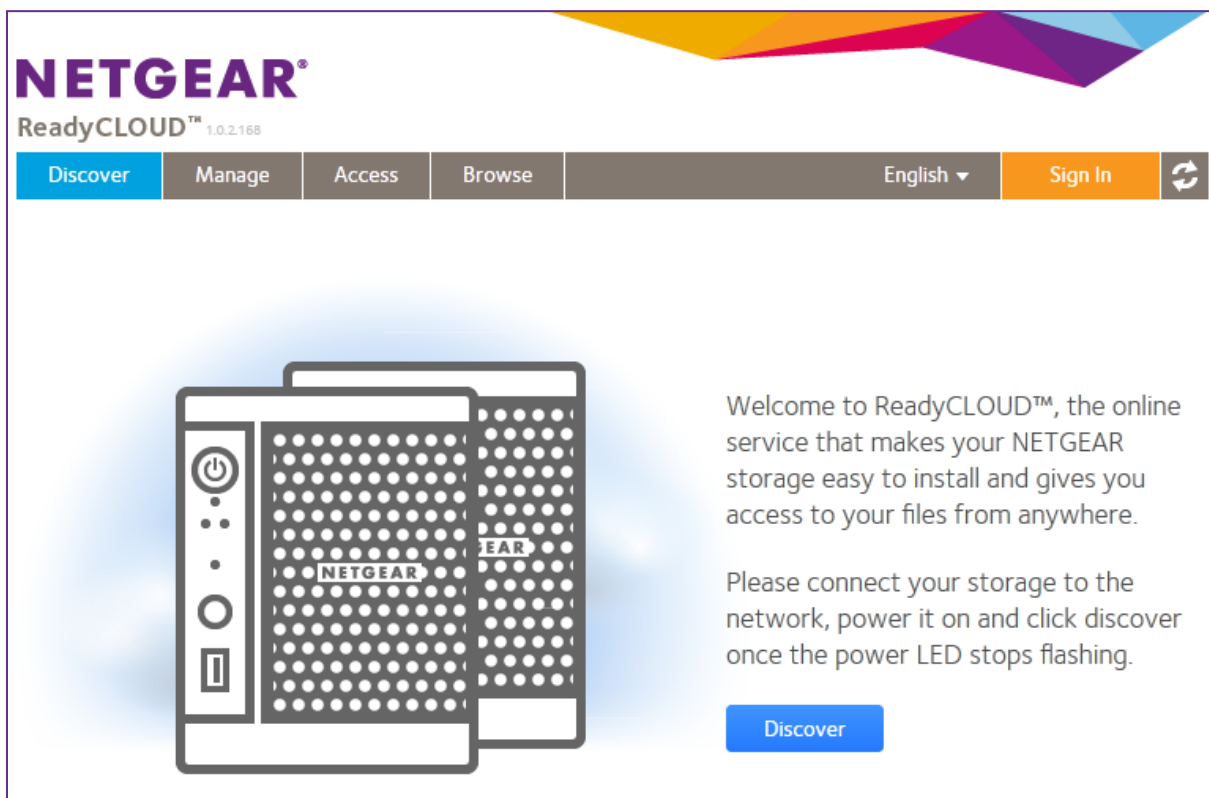 NETGEAR®
ReadyCLOUD™ 1.0.2.168
Discover Manage Access Browse English Sign In
Welcome to ReadyCLOUD™, the online
service that makes your NETGEAR
storage easy to install and gives you
access to your files from anywhere.
Please connect your storage to the
network, power it on and click discover
once the power LED stops flashing.
Discover
NETGEAR
GEAR